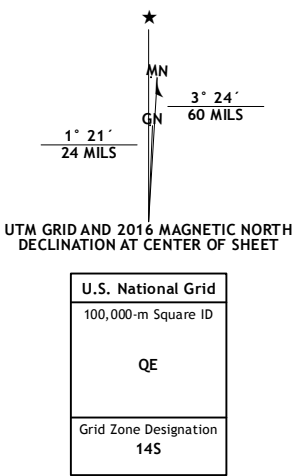 MN
3° 24´
60 MILS
GN
1° 21´
24 MILS
UTM GRID AND 2016 MAGNETIC NORTH
DECLINATION AT CENTER OF SHEET
U.S. National Grid
100,000-m Square ID
QE
Grid Zone Designation
14S